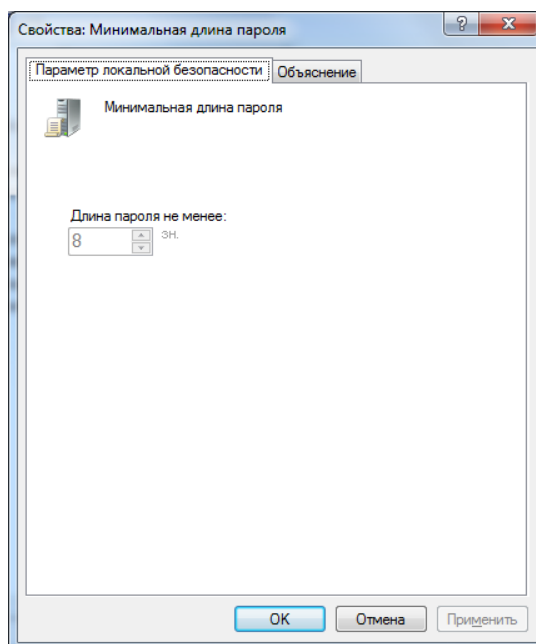 Свойства: Минимальная длина пароля
Параметр локальной безопасности Объяснение
Минимальная длина пароля
Длина пароля не менее:
8 зн.
OK Отмена Применить